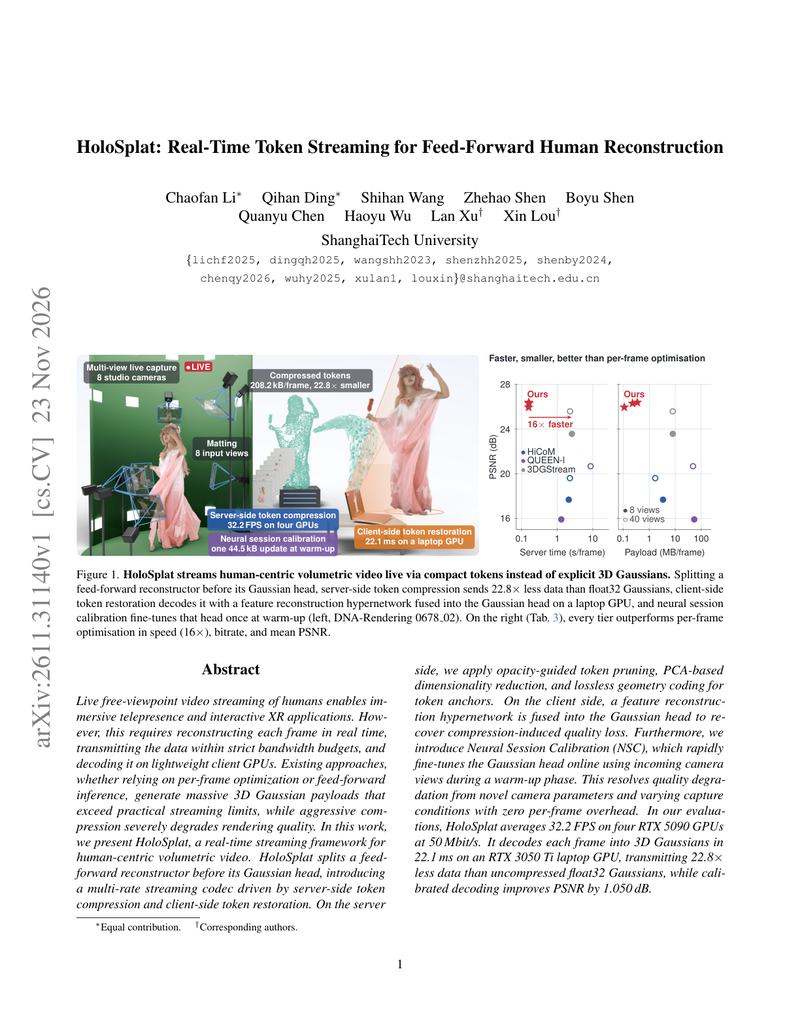 HoloSplat: Real-Time Token Streaming for Feed-Forward Human Reconstruction
Chaofan Li* Qihan Ding* Shihan Wang Zhehao Shen Boyu Shen
Quanyu Chen Haoyu Wu Lan Xu† Xin Lou†
ShanghaiTech University
{lichf2025, dingqh2025, wangshh2023, shenzhh2025, shenby2024,
chenqy2026, wuhy2025, xulan1, louxin}@shanghaitech.edu.cn
arXiv:2611.31140v1 [cs.CV] 23 Nov 2026
Multi-view live capture
8 studio cameras
LIVE
Compressed tokens
208.2 kB/frame, 22.8× smaller
Matting
8 input views
Server-side token compression
32.2 FPS on four GPUs
Neural session calibration
one 44.5 kB update at warm-up
Client-side token restoration
22.1 ms on a laptop GPU
Faster, smaller, better than per-frame optimisation
PSNR (dB)
28
24
20
16
Ours
16× faster
HiCoM
QUEEN-l
3DGStream
0.1
1
10
Server time (s/frame)
Ours
8 views
40 views
0.1
1
10
100
Payload (MB/frame)
Figure 1. HoloSplat streams human-centric volumetric video live via compact tokens instead of explicit 3D Gaussians. Splitting a
feed-forward reconstructor before its Gaussian head, server-side token compression sends 22.8× less data than float32 Gaussians, client-side
token restoration decodes it with a feature reconstruction hypernetwork fused into the Gaussian head on a laptop GPU, and neural session
calibration fine-tunes that head once at warm-up (left, DNA-Rendering 0678_02). On the right (Tab. 3), every tier outperforms per-frame
optimisation in speed (16×), bitrate, and mean PSNR.
Abstract
Live free-viewpoint video streaming of humans enables im-
mersive telepresence and interactive XR applications. How-
ever, this requires reconstructing each frame in real time,
transmitting the data within strict bandwidth budgets, and
decoding it on lightweight client GPUs. Existing approaches,
whether relying on per-frame optimization or feed-forward
inference, generate massive 3D Gaussian payloads that
exceed practical streaming limits, while aggressive com-
pression severely degrades rendering quality. In this work,
we present HoloSplat, a real-time streaming framework for
human-centric volumetric video. HoloSplat splits a feed-
forward reconstructor before its Gaussian head, introducing
a multi-rate streaming codec driven by server-side token
compression and client-side token restoration. On the server
side, we apply opacity-guided token pruning, PCA-based
dimensionality reduction, and lossless geometry coding for
token anchors. On the client side, a feature reconstruc-
tion hypernetwork is fused into the Gaussian head to re-
cover compression-induced quality loss. Furthermore, we
introduce Neural Session Calibration (NSC), which rapidly
fine-tunes the Gaussian head online using incoming camera
views during a warm-up phase. This resolves quality degra-
dation from novel camera parameters and varying capture
conditions with zero per-frame overhead. In our evalua-
tions, HoloSplat averages 32.2 FPS on four RTX 5090 GPUs
at 50 Mbit/s. It decodes each frame into 3D Gaussians in
22.1 ms on an RTX 3050 Ti laptop GPU, transmitting 22.8×
less data than uncompressed float32 Gaussians, while cali-
brated decoding improves PSNR by 1.050 dB.
*Equal contribution. †Corresponding authors.
1